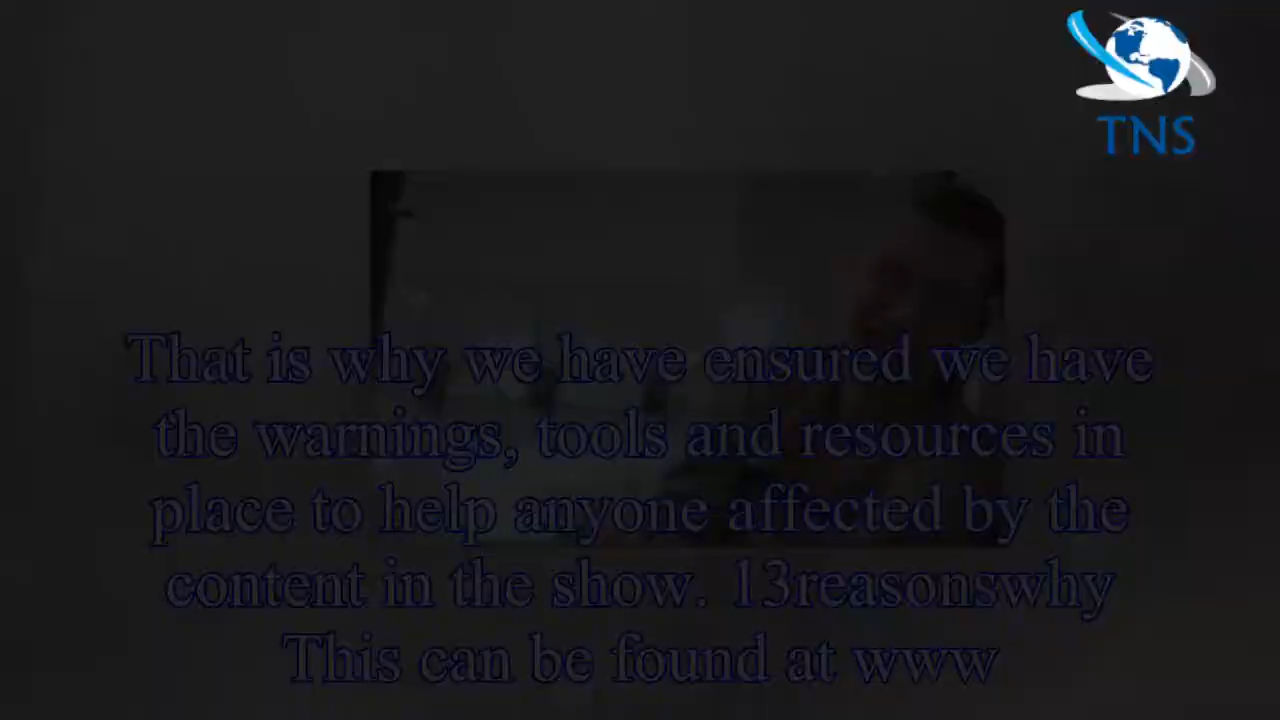 TNS
That is why we have ensured we have
the warnings, tools and resources in
place to help anyone affected by the
content in the show. 13reasonswhy
This can be found at www